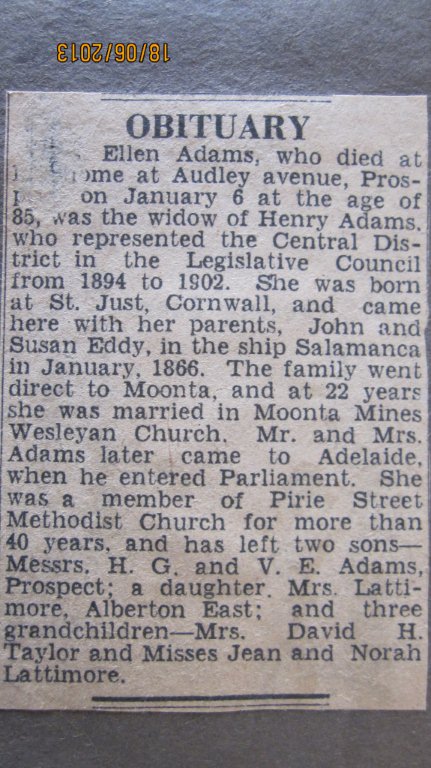 18/06/2013
OBITUARY
Ellen Adams, who died at
home at Audley avenue, Pros-
on January 6 at the age of
85, was the widow of Henry Adams,
who represented the Central Dis-
trict in the Legislative Council
from 1894 to 1902. She was born
at St. Just, Cornwall, and came
here with her parents, John and
Susan Eddy, in the ship Salamanca
in January, 1866. The family went
direct to Moonta, and at 22 years
she was married in Moonta Mines
Wesleyan Church. Mr. and Mrs.
Adams later came to Adelaide,
when he entered Parliament. She
was a member of Pirie Street
Methodist Church for more than
40 years, and has left two sons—
Messrs. H. G. and V. E. Adams,
Prospect; a daughter. Mrs. Latti-
more, Alberton East; and three
grandchildren—Mrs. David H.
Taylor and Misses Jean and Norah
Lattimore.